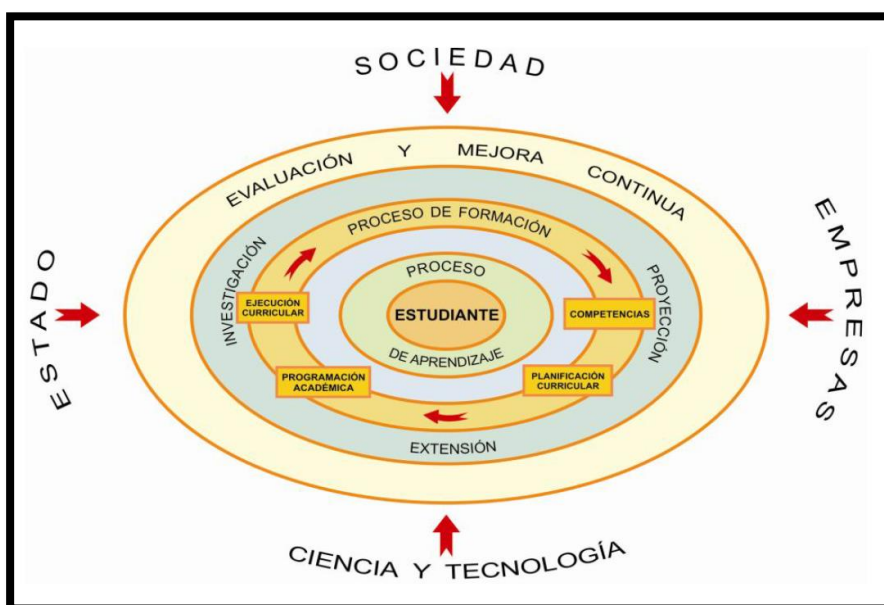 SOCIEDAD
EVALUACIÓN Y MEJORA CONTINUA
PROCESO DE FORMACIÓN
INVESTIGACIÓN
PROYECCIÓN
ESTADO
EMPRESAS
PROCESO
EJECUCIÓN
CURRICULAR
ESTUDIANTE
COMPETENCIAS
DE APRENDIZAJE
PROGRAMACIÓN
ACADÉMICA
PLANIFICACIÓN
CURRICULAR
EXTENSIÓN
CIENCIA Y TECNOLOGÍA